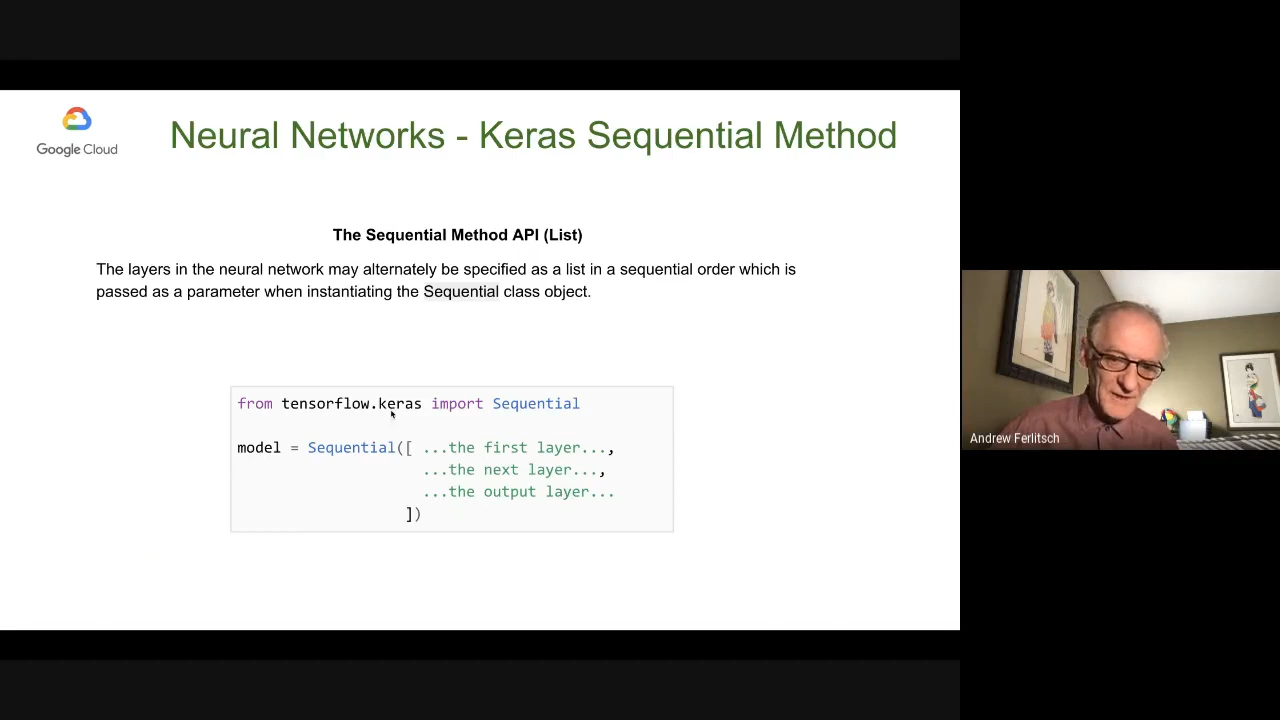 Google Cloud
Neural Networks - Keras Sequential Method
The Sequential Method API (List)
The layers in the neural network may alternately be specified as a list in a sequential order which is
passed as a parameter when instantiating the Sequential class object.
from tensorflow.keras import Sequential
model = Sequential([ ...the first layer...,
...the next layer...,
...the output layer...
])
Andrew Ferlitsch